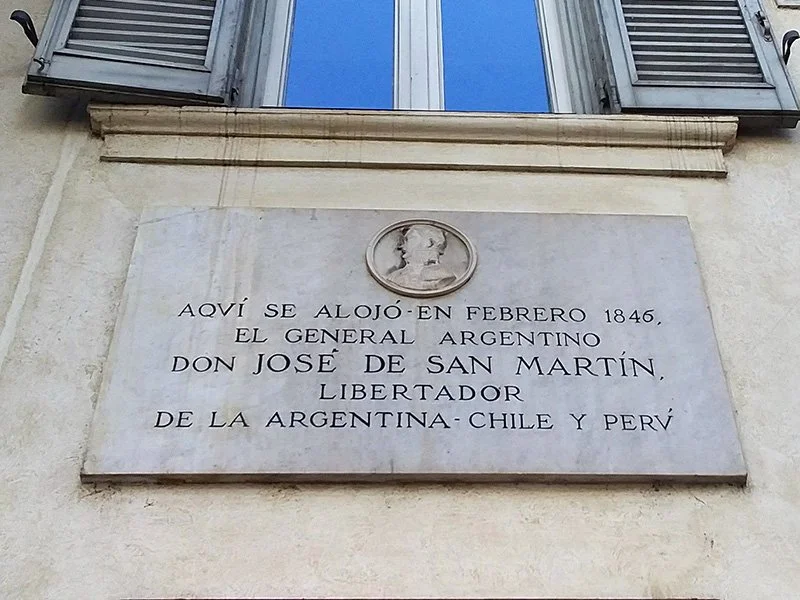 AQVÍ SE ALOJÓ-EN FEBRERO 1846,
EL GENERAL ARGENTINO
DON JOSÉ DE SAN MARTÍN,
LIBERTADOR
DE LA ARGENTINA-CHILE Y PERV́